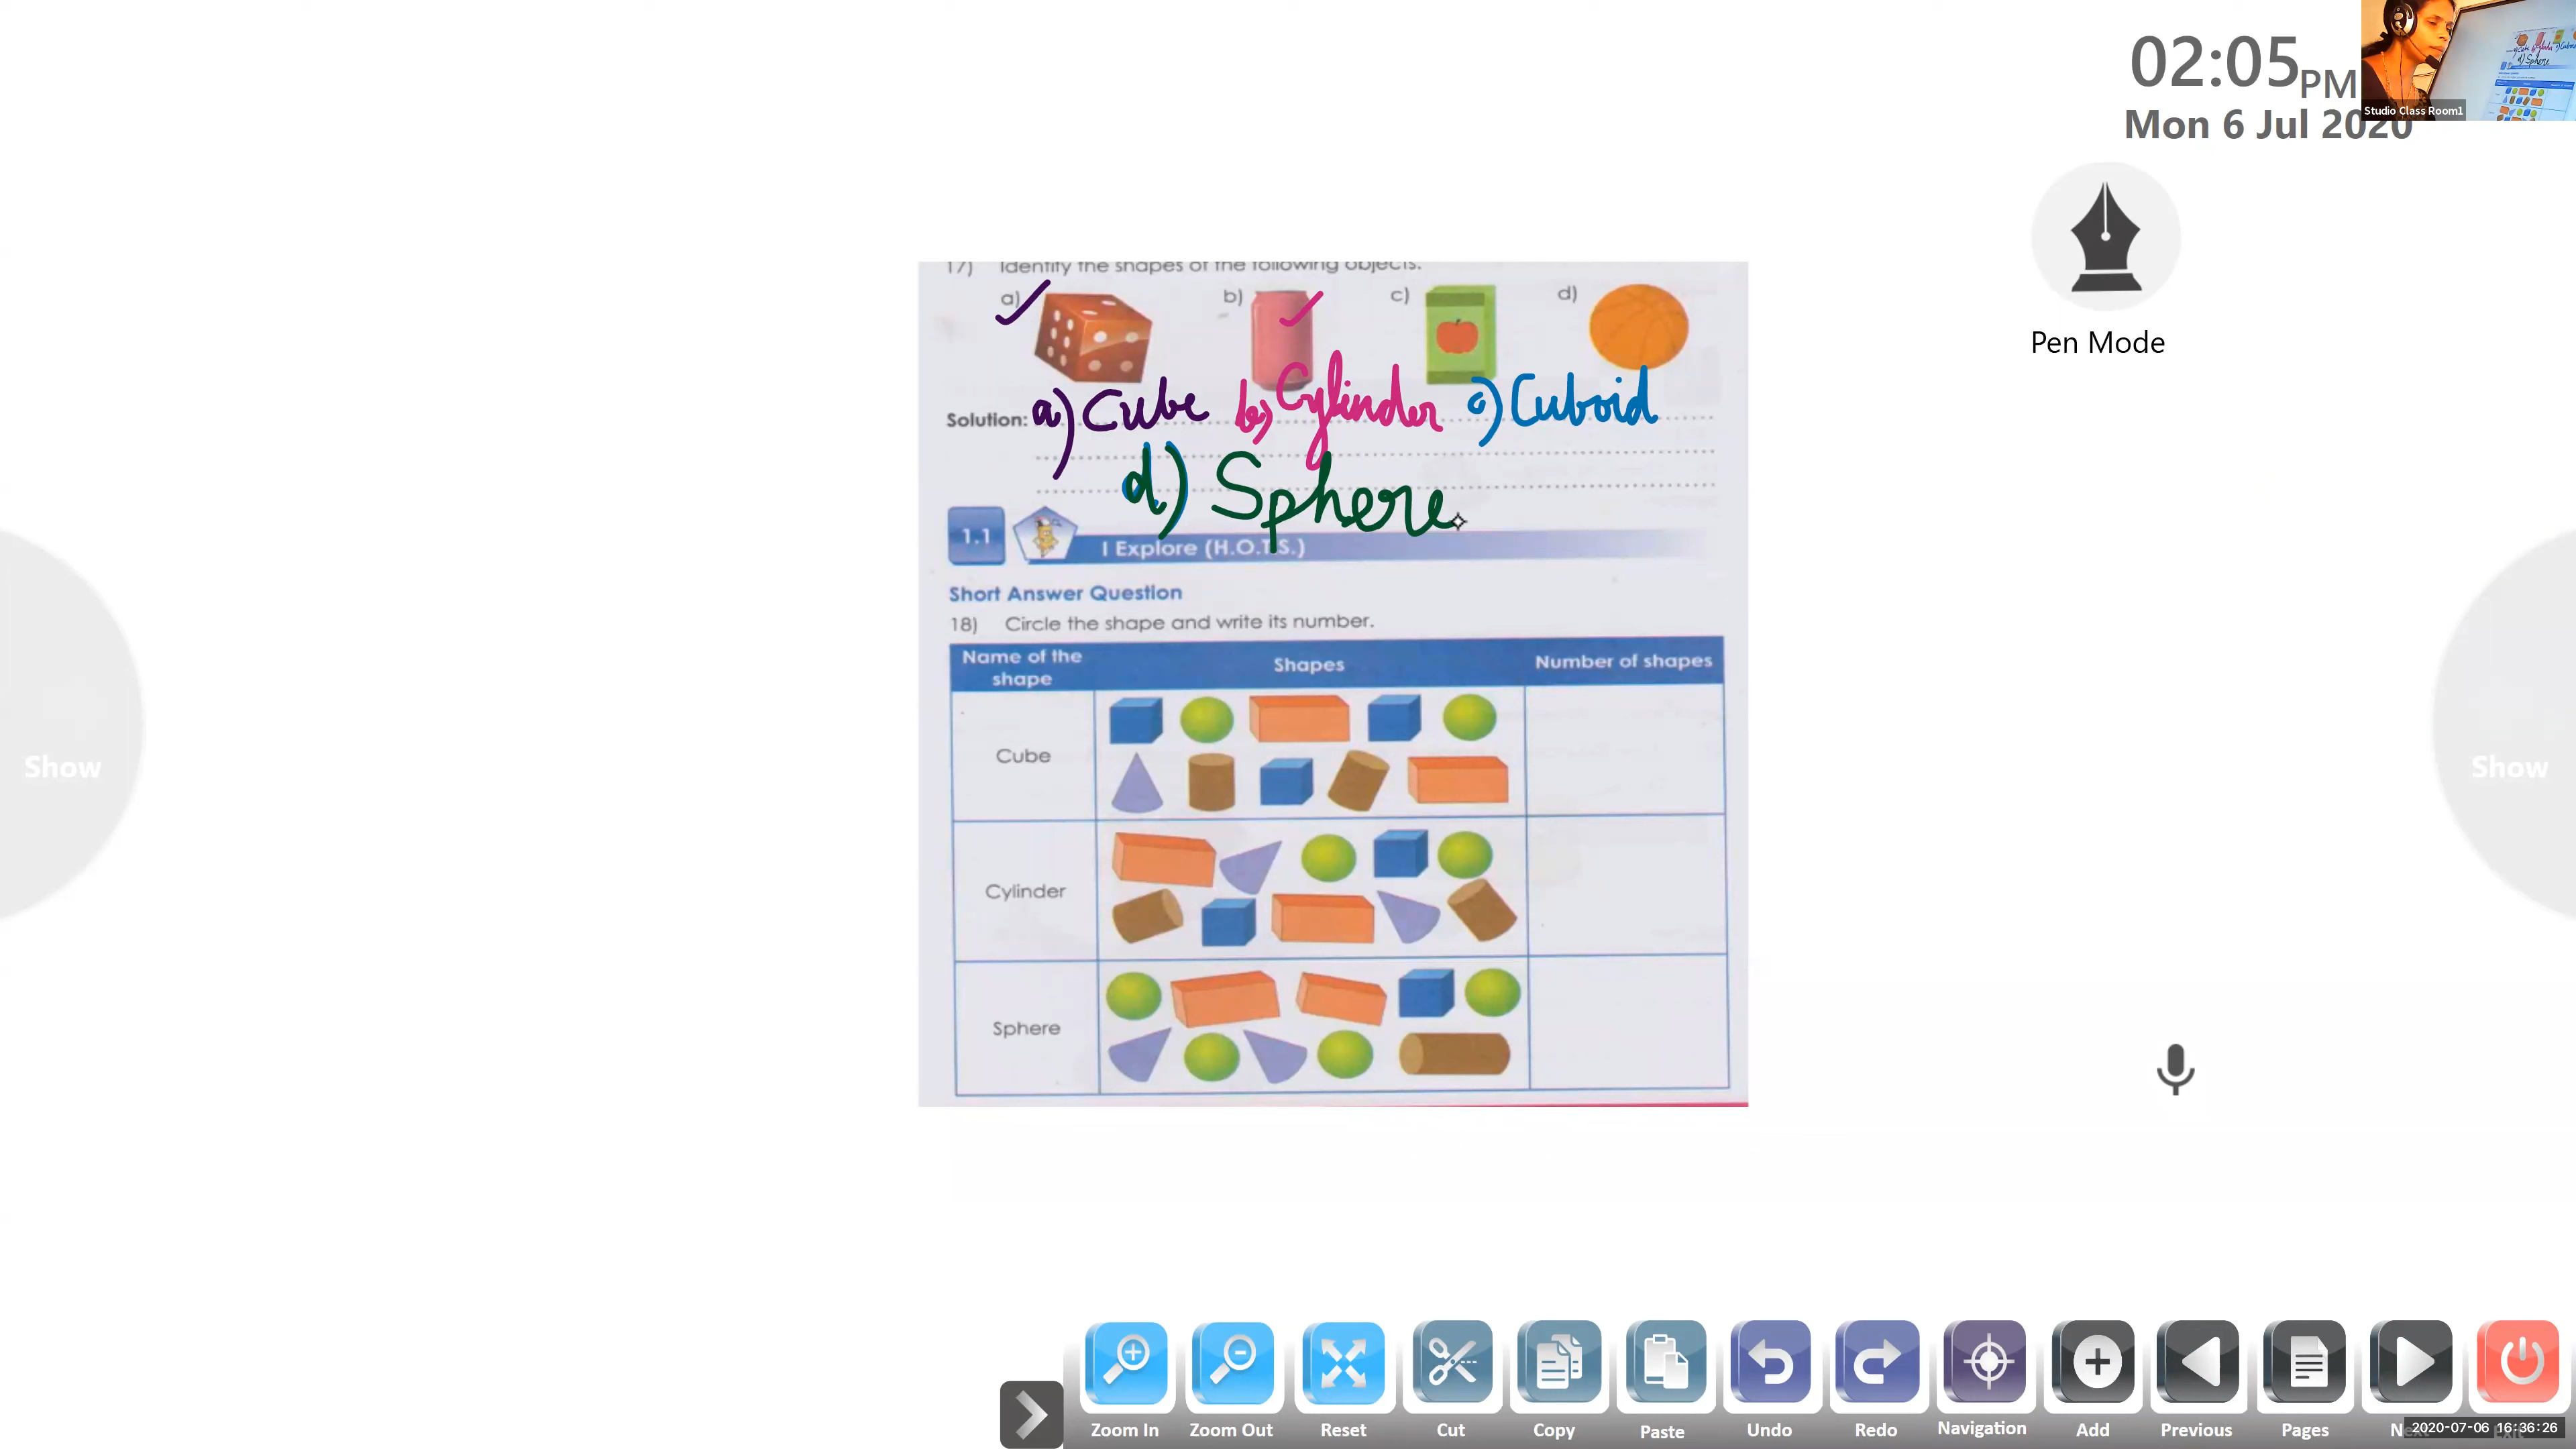 02:05 PM
Mon 6 Jul 2020
Studio Class Room1
Pen Mode
17) Identify the shapes of the following objects.
a) b) c) d)
Solution: a) Cube b) Cylinder c) Cuboid
d) Sphere
1.1 I Explore (H.O.T.S.)
Short Answer Question
18) Circle the shape and write its number.
Name of the shape Shapes Number of shapes
Cube
Cylinder
Sphere
Show
Show
Zoom In Zoom Out Reset Cut Copy Paste Undo Redo Navigation Add Previous Pages
2020-07-06 16:36:26